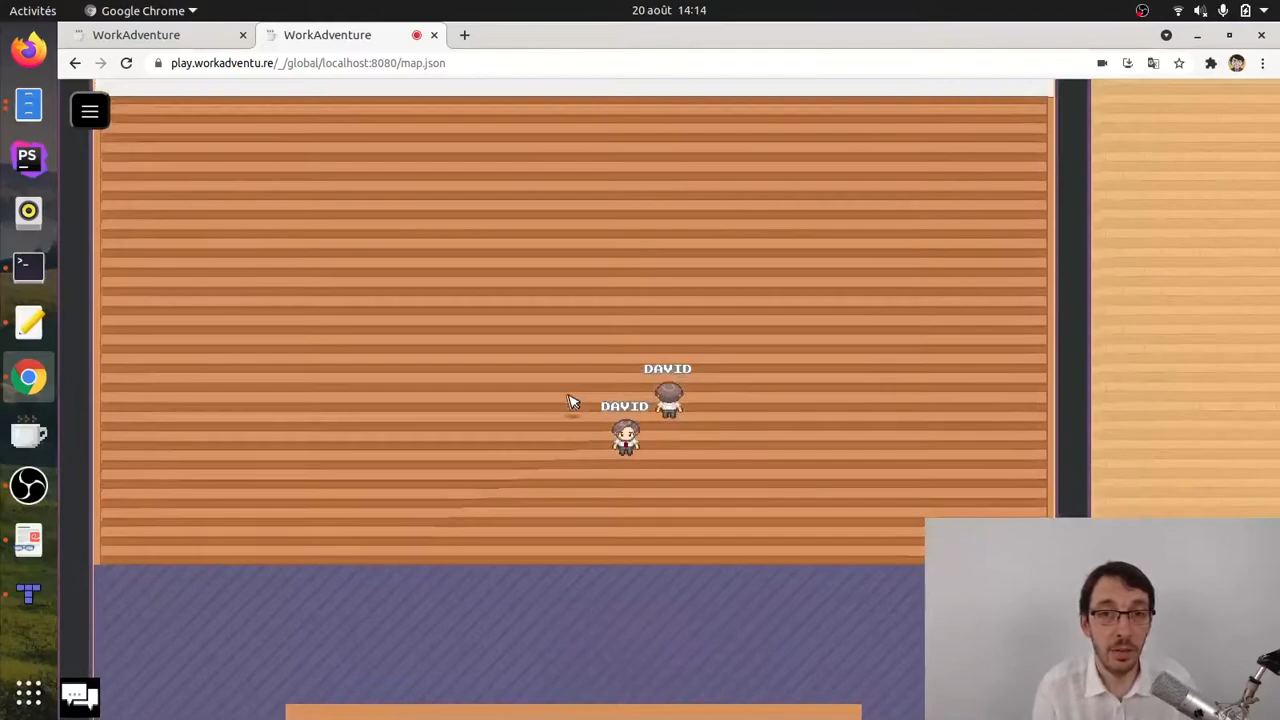 Activités
Google Chrome
20 août 14:14
WorkAdventure
WorkAdventure
play.workadventu.re/_/global/localhost:8080/map.json
PS
>_
DAVID
DAVID
T